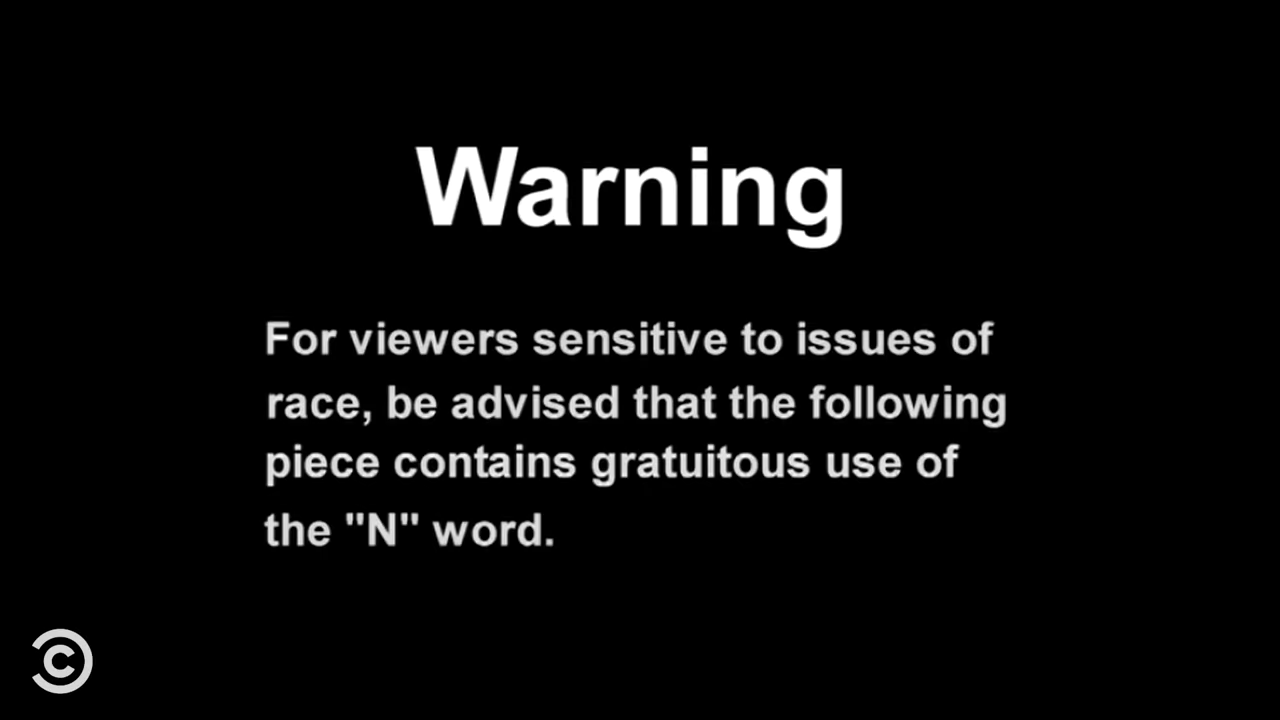 Warning
For viewers sensitive to issues of
race, be advised that the following
piece contains gratuitous use of
the "N" word.